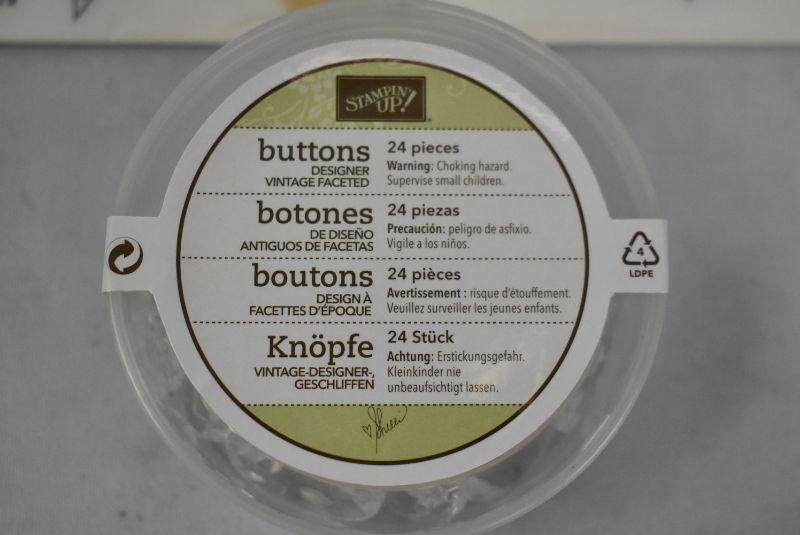 STAMPIN' UP!
buttons
DESIGNER
VINTAGE FACETED
24 pieces
Warning: Choking hazard.
Supervise small children.
botones
DE DISEÑO
ANTIGUOS DE FACETAS
24 piezas
Precaución: peligro de asfixio.
Vigile a los niños.
boutons
DESIGN À
FACETTES D'ÉPOQUE
24 pièces
Avertissement : risque d'étouffement.
Veuillez surveiller les jeunes enfants.
Knöpfe
VINTAGE-DESIGNER-,
GESCHLIFFEN
24 Stück
Achtung: Erstickungsgefahr.
Kleinkinder nie
unbeaufsichtigt lassen.
4
LDPE